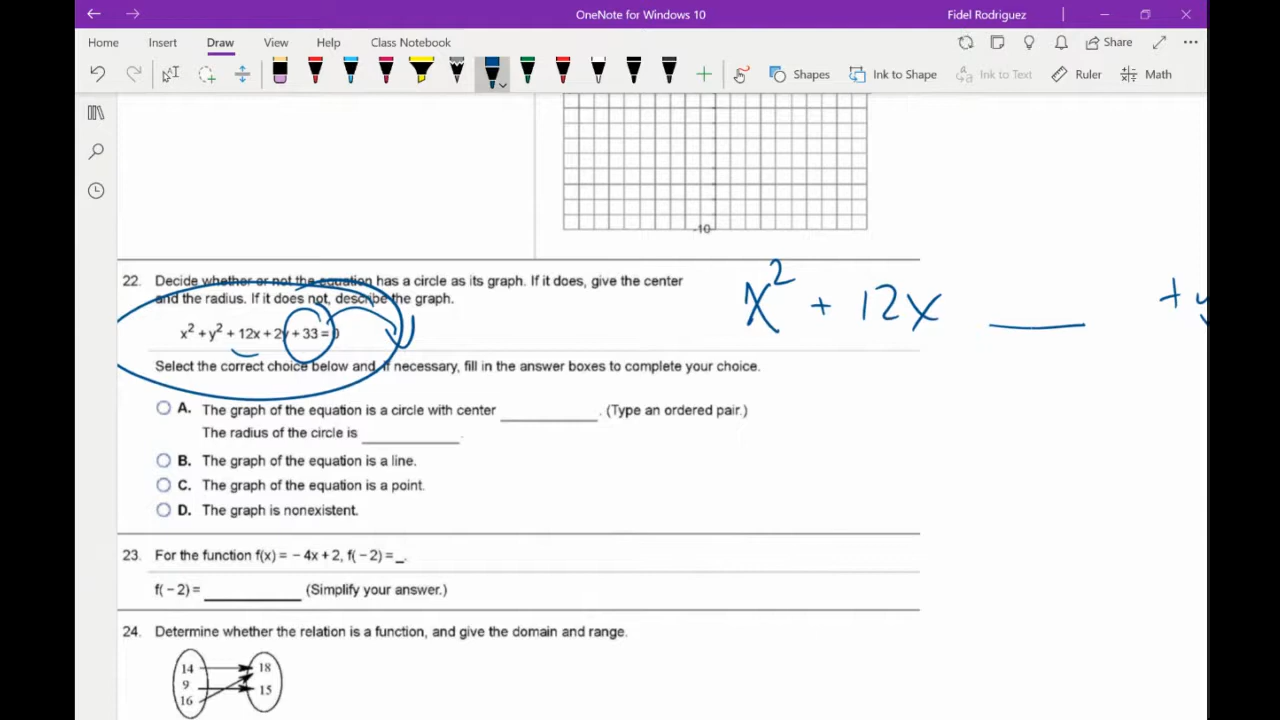 OneNote for Windows 10
Fidel Rodriguez
Home Insert Draw View Help Class Notebook Share
Shapes Ink to Shape Ink to Text Ruler Math
-10
22. Decide whether or not the equation has a circle as its graph. If it does, give the center
and the radius. If it does not, describe the graph.
x² + y² + 12x + 2y + 33 = 0
x² + 12x ____ + y
Select the correct choice below and, if necessary, fill in the answer boxes to complete your choice.
A. The graph of the equation is a circle with center ____. (Type an ordered pair.)
The radius of the circle is ____.
B. The graph of the equation is a line.
C. The graph of the equation is a point.
D. The graph is nonexistent.
23. For the function f(x) = − 4x + 2, f( − 2) = _.
f( − 2) = ____ (Simplify your answer.)
24. Determine whether the relation is a function, and give the domain and range.
14 18
9 15
16